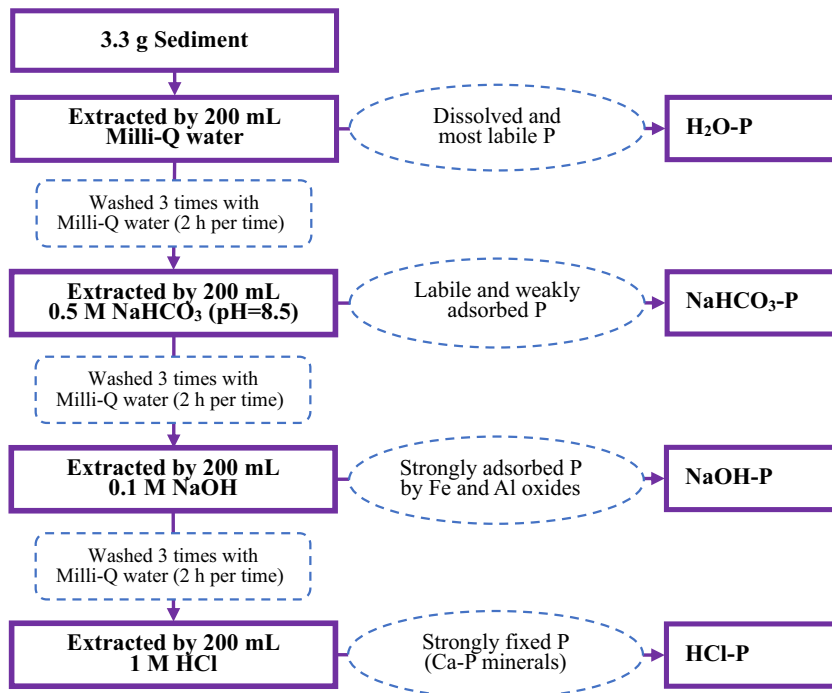 3.3 g Sediment
Extracted by 200 mL
Milli-Q water
Dissolved and
most labile P
H₂O-P
Washed 3 times with
Milli-Q water (2 h per time)
Extracted by 200 mL
0.5 M NaHCO₃ (pH=8.5)
Labile and weakly
adsorbed P
NaHCO₃-P
Washed 3 times with
Milli-Q water (2 h per time)
Extracted by 200 mL
0.1 M NaOH
Strongly adsorbed P
by Fe and Al oxides
NaOH-P
Washed 3 times with
Milli-Q water (2 h per time)
Extracted by 200 mL
1 M HCl
Strongly fixed P
(Ca-P minerals)
HCl-P